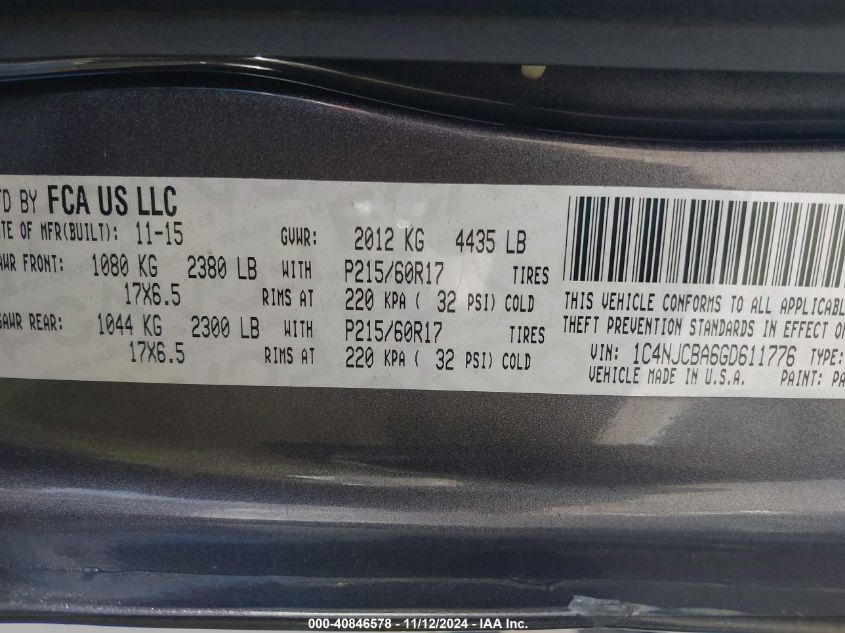 FD BY FCA US LLC
TE OF MFR(BUILT): 11-15 GVWR: 2012 KG 4435 LB
AWR FRONT: 1080 KG 2380 LB WITH P215/60R17 TIRES
17X6.5 RIMS AT 220 KPA ( 32 PSI) COLD
AWR REAR: 1044 KG 2300 LB WITH P215/60R17 TIRES
17X6.5 RIMS AT 220 KPA ( 32 PSI) COLD
THIS VEHICLE CONFORMS TO ALL APPLICABL
THEFT PREVENTION STANDARDS IN EFFECT O
VIN: 1C4NJCBA6GD611776 TYPE:
VEHICLE MADE IN U.S.A. PAINT: PA
000-40846578 - 11/12/2024 - IAA Inc.